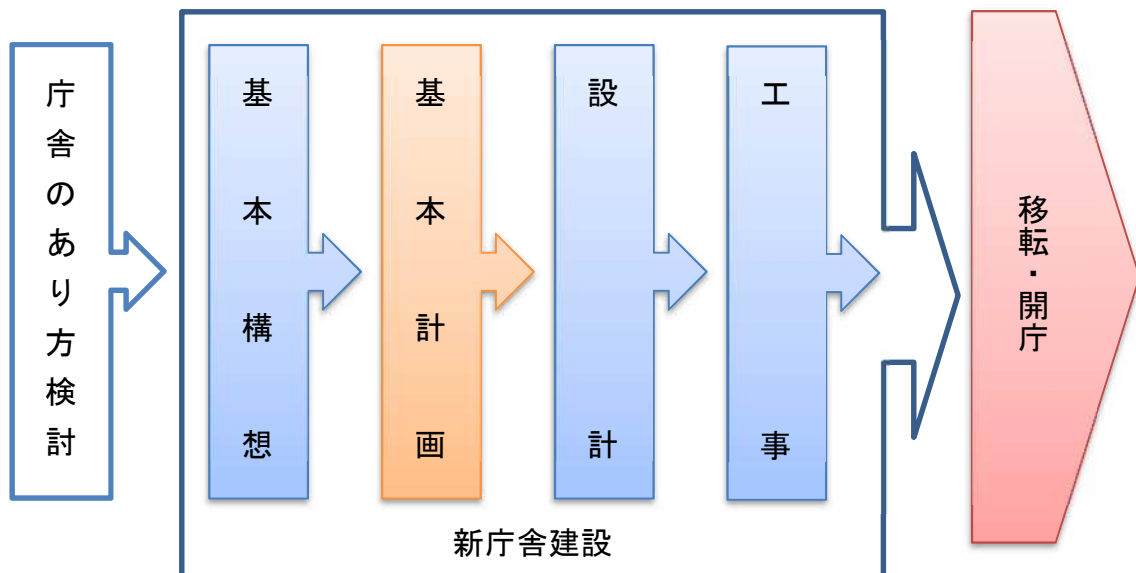 庁舎のあり方検討
基本構想
基本計画
設計
工事
新庁舎建設
移転・開庁